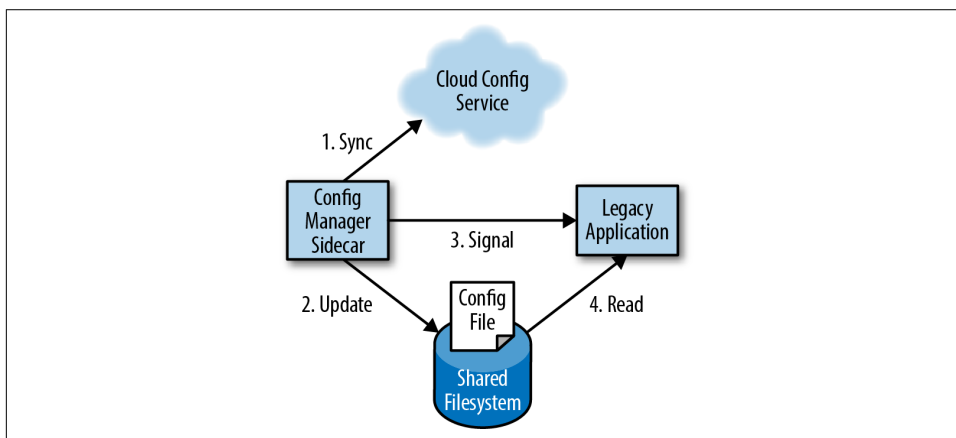 Cloud Config
Service
1. Sync
Config
Manager
Sidecar
Legacy
Application
3. Signal
2. Update
Config
File
4. Read
Shared
Filesystem